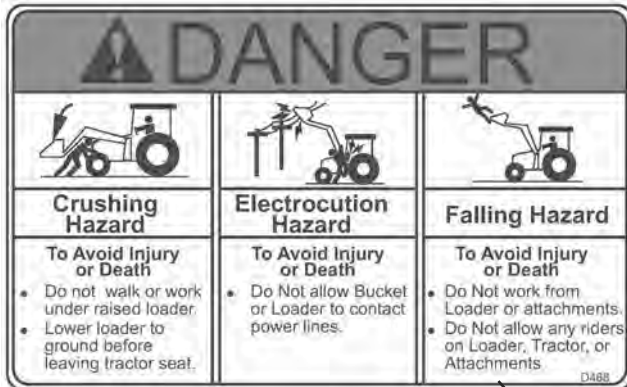 DANGER
Crushing
Hazard
To Avoid Injury
or Death
• Do not walk or work
under raised loader.
• Lower loader to
ground before
leaving tractor seat.
Electrocution
Hazard
To Avoid Injury
or Death
• Do Not allow Bucket
or Loader to contact
power lines.
Falling Hazard
To Avoid Injury
or Death
• Do Not work from
Loader or attachments.
• Do Not allow any riders
on Loader, Tractor, or
Attachments
D468